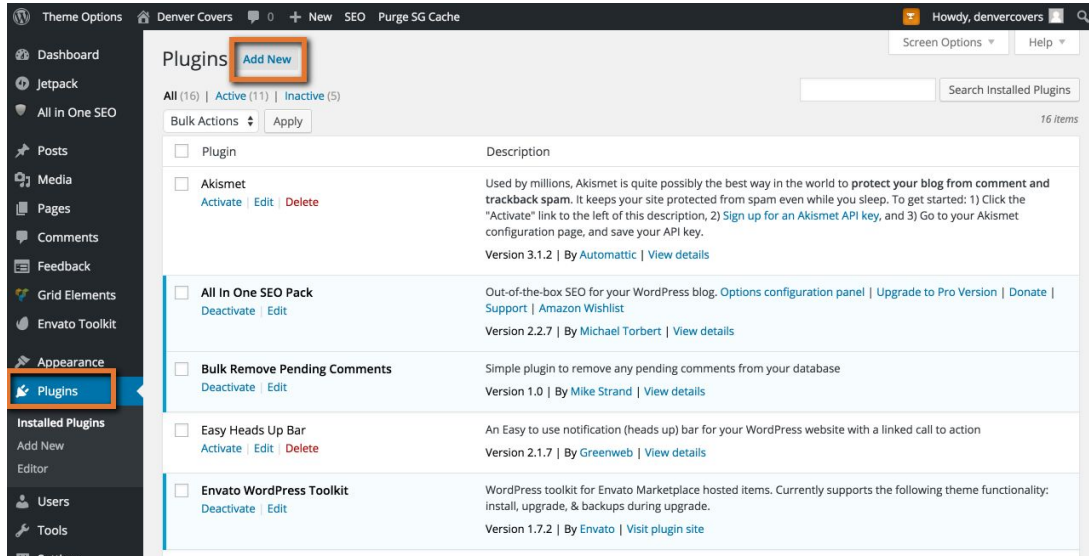 Theme Options Denver Covers 0 + New SEO Purge SG Cache Howdy, denvercovers
Screen Options Help
Dashboard
Jetpack
All in One SEO
Posts
Media
Pages
Comments
Feedback
Grid Elements
Envato Toolkit
Appearance
Plugins
Installed Plugins
Add New
Editor
Users
Tools
Plugins Add New
All (16) | Active (11) | Inactive (5)
Search Installed Plugins
Bulk Actions Apply
16 items
Plugin Description
Akismet
Activate | Edit | Delete
Used by millions, Akismet is quite possibly the best way in the world to protect your blog from comment and
trackback spam. It keeps your site protected from spam even while you sleep. To get started: 1) Click the
"Activate" link to the left of this description, 2) Sign up for an Akismet API key, and 3) Go to your Akismet
configuration page, and save your API key.
Version 3.1.2 | By Automattic | View details
All In One SEO Pack
Deactivate | Edit
Out-of-the-box SEO for your WordPress blog. Options configuration panel | Upgrade to Pro Version | Donate |
Support | Amazon Wishlist
Version 2.2.7 | By Michael Torbert | View details
Bulk Remove Pending Comments
Deactivate | Edit
Simple plugin to remove any pending comments from your database
Version 1.0 | By Mike Strand | View details
Easy Heads Up Bar
Activate | Edit | Delete
An Easy to use notification (heads up) bar for your WordPress website with a linked call to action
Version 2.1.7 | By Greenweb | View details
Envato WordPress Toolkit
Deactivate | Edit
WordPress toolkit for Envato Marketplace hosted items. Currently supports the following theme functionality:
install, upgrade, & backups during upgrade.
Version 1.7.2 | By Envato | Visit plugin site